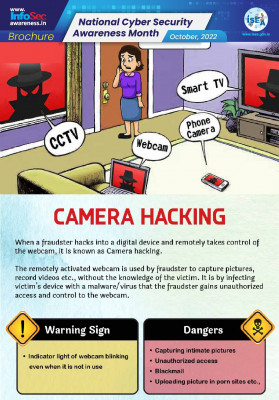 www.
InfoSec
awareness.in
Brochure
National Cyber Security
Awareness Month
October, 2022
ISEA
www.isea.gov.in
CCTV
Webcam
Phone
Camera
Smart TV
CAMERA HACKING
When a fraudster hacks into a digital device and remotely takes control of
the webcam, it is known as Camera hacking.
The remotely activated webcam is used by fraudster to capture pictures,
record videos etc., without the knowledge of the victim. It is by injecting
victim's device with a malware/virus that the fraudster gains unauthorized
access and control to the webcam.
Warning Sign
• Indicator light of webcam blinking
even when it is not in use
Dangers
• Capturing intimate pictures
• Unauthorized access
• Blackmail
• Uploading picture in porn sites etc.,